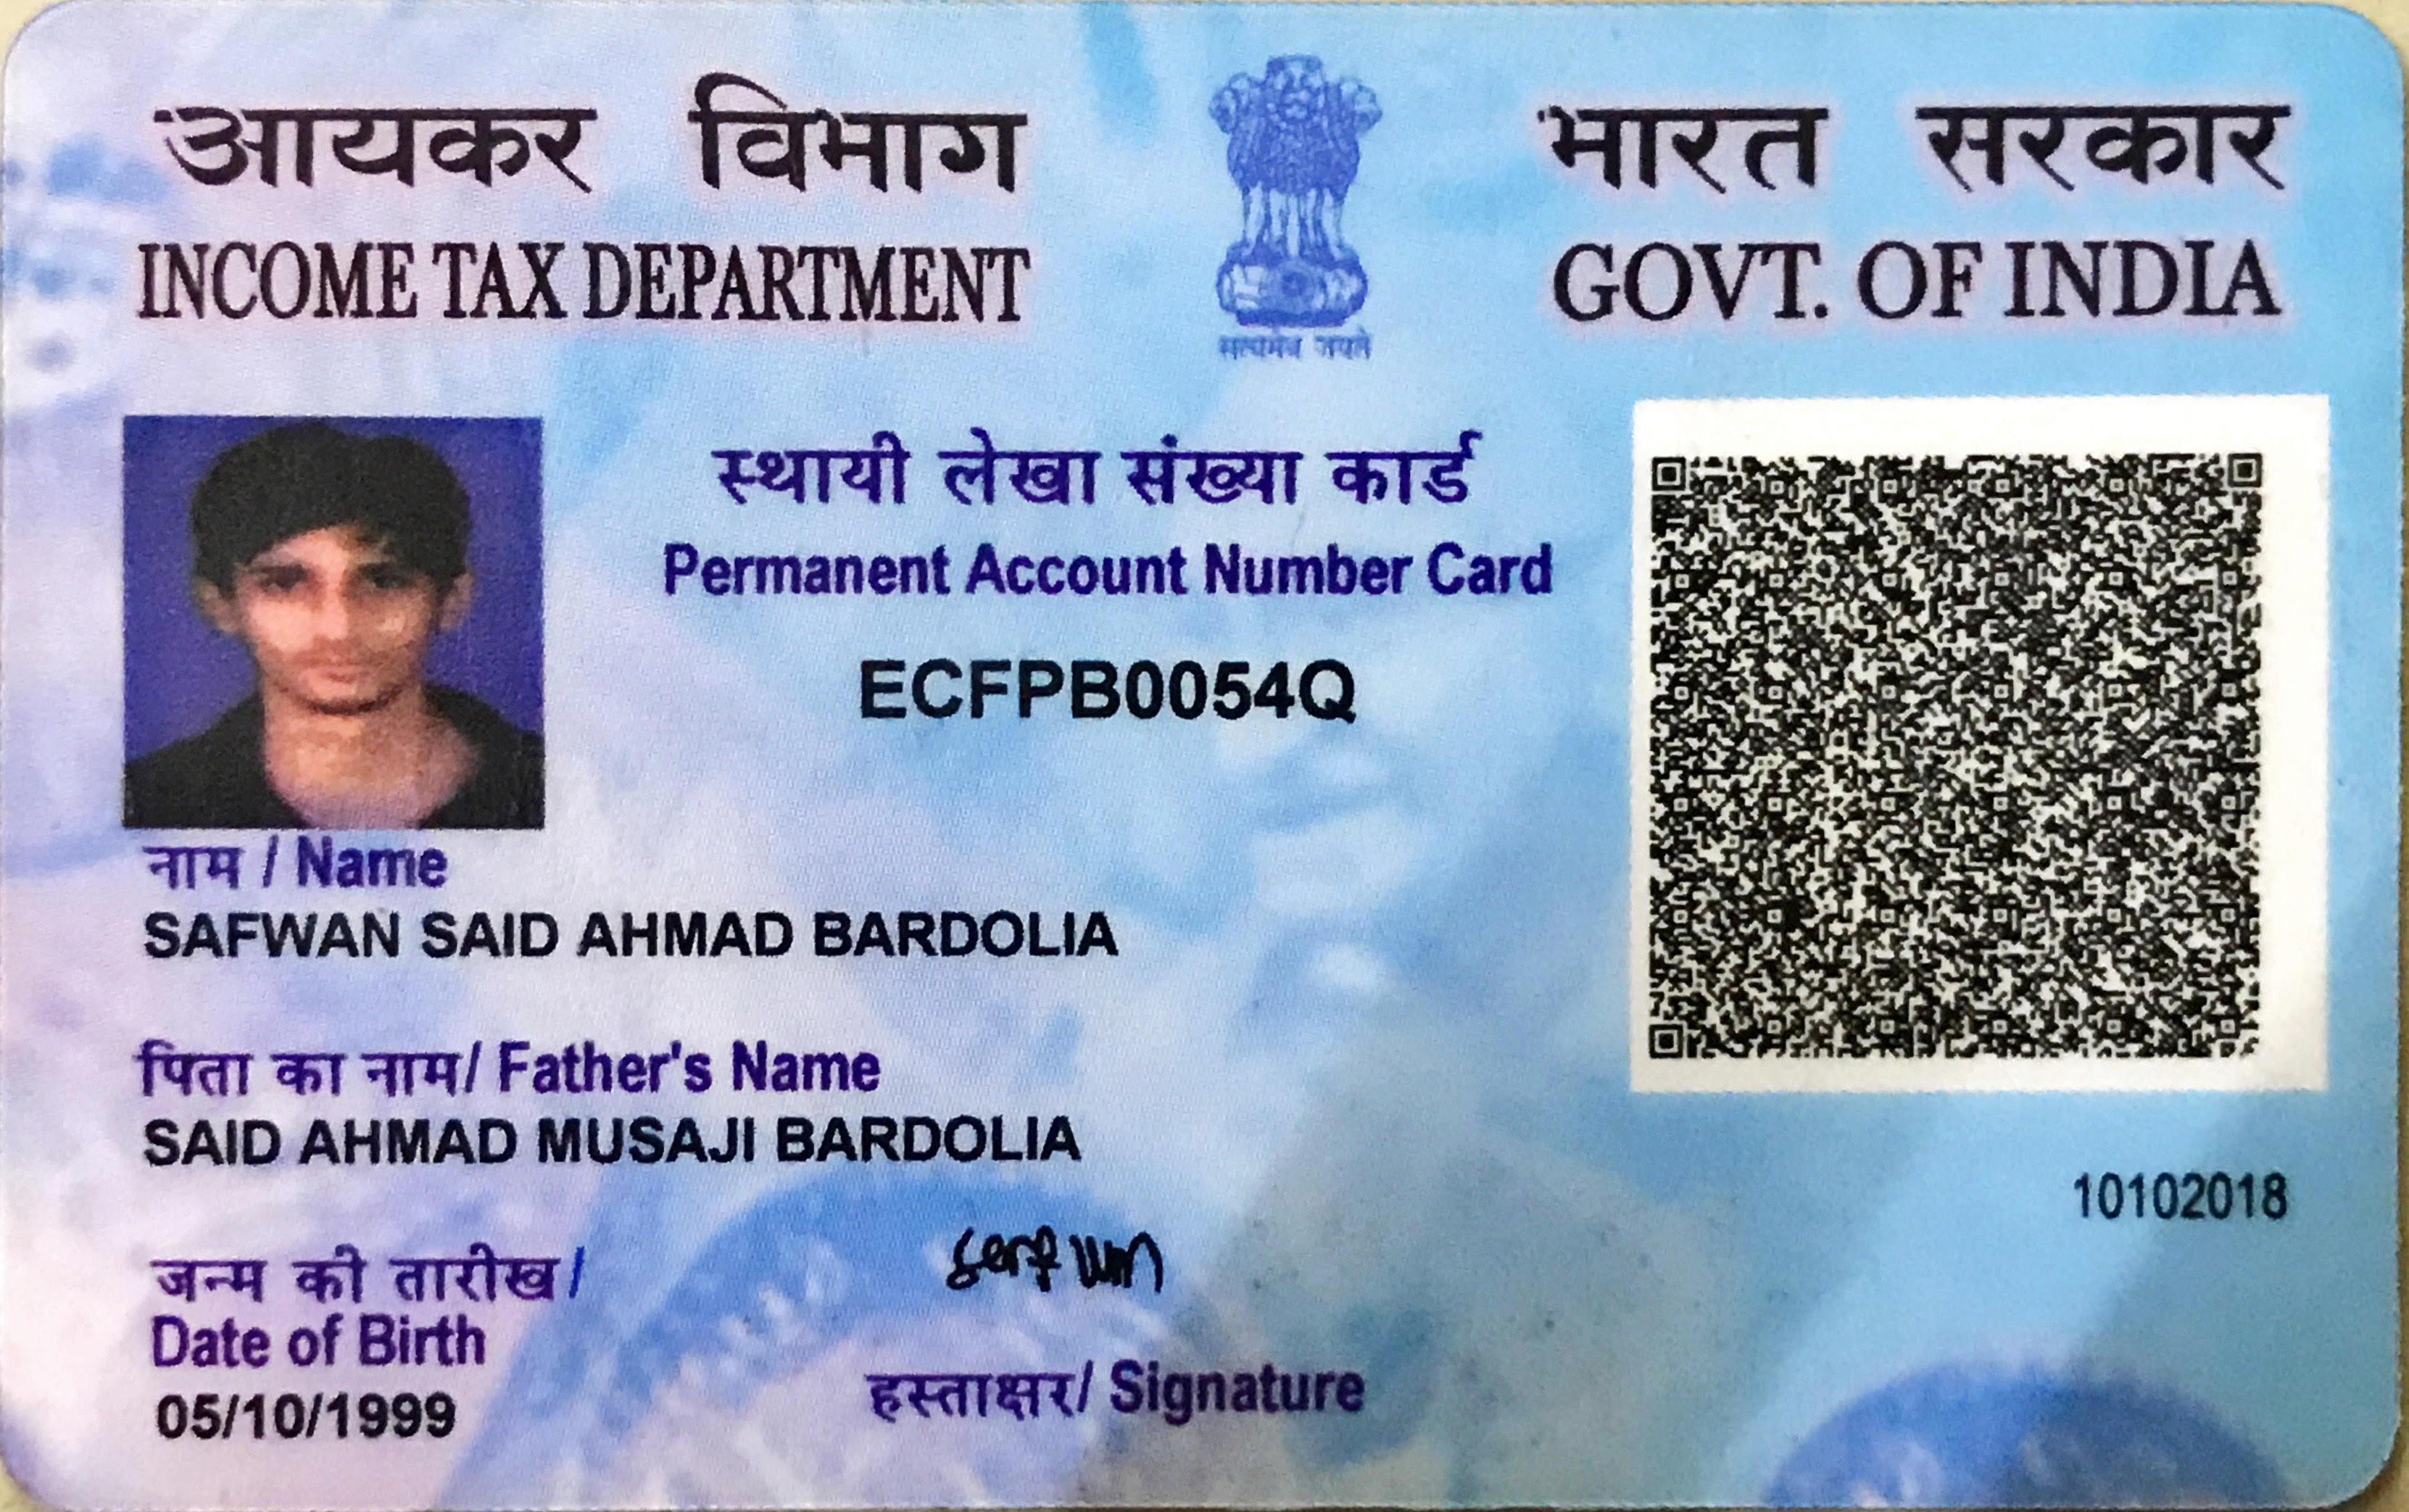 आयकर विभाग
INCOME TAX DEPARTMENT
सत्यमेव जयते
भारत सरकार
GOVT. OF INDIA
स्थायी लेखा संख्या कार्ड
Permanent Account Number Card
ECFPB0054Q
नाम / Name
SAFWAN SAID AHMAD BARDOLIA
पिता का नाम/ Father's Name
SAID AHMAD MUSAJI BARDOLIA
10102018
जन्म की तारीख/
Date of Birth
05/10/1999
हस्ताक्षर/ Signature